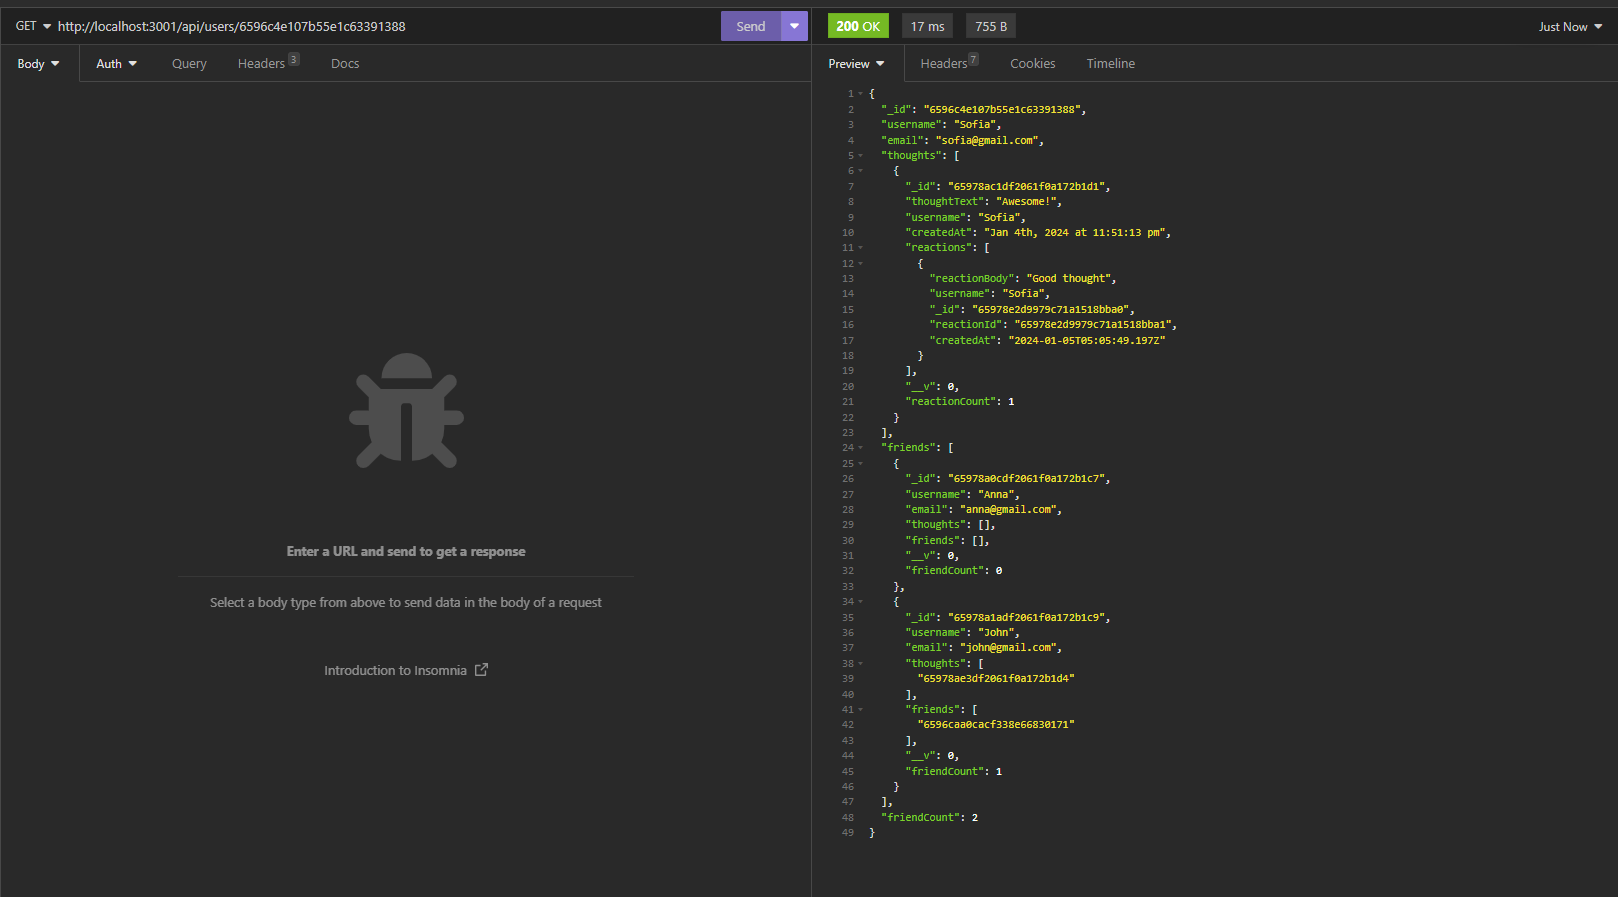 GET http://localhost:3001/api/users/6596c4e107b55e1c63391388 Send
Body Auth Query Headers 3 Docs
Enter a URL and send to get a response
Select a body type from above to send data in the body of a request
Introduction to Insomnia
200 OK 17 ms 755 B Just Now
Preview Headers 7 Cookies Timeline
1 {
2 "_id": "6596c4e107b55e1c63391388",
3 "username": "Sofia",
4 "email": "sofia@gmail.com",
5 "thoughts": [
6 {
7 "_id": "65978ac1df2061f0a172b1d1",
8 "thoughtText": "Awesome!",
9 "username": "Sofia",
10 "createdAt": "Jan 4th, 2024 at 11:51:13 pm",
11 "reactions": [
12 {
13 "reactionBody": "Good thought",
14 "username": "Sofia",
15 "_id": "65978e2d9979c71a1518bba0",
16 "reactionId": "65978e2d9979c71a1518bba1",
17 "createdAt": "2024-01-05T05:05:49.197Z"
18 }
19 ],
20 "__v": 0,
21 "reactionCount": 1
22 }
23 ],
24 "friends": [
25 {
26 "_id": "65978a0cdf2061f0a172b1c7",
27 "username": "Anna",
28 "email": "anna@gmail.com",
29 "thoughts": [],
30 "friends": [],
31 "__v": 0,
32 "friendCount": 0
33 },
34 {
35 "_id": "65978a1adf2061f0a172b1c9",
36 "username": "John",
37 "email": "john@gmail.com",
38 "thoughts": [
39 "65978ae3df2061f0a172b1d4"
40 ],
41 "friends": [
42 "6596caa0cacf338e66830171"
43 ],
44 "__v": 0,
45 "friendCount": 1
46 }
47 ],
48 "friendCount": 2
49 }